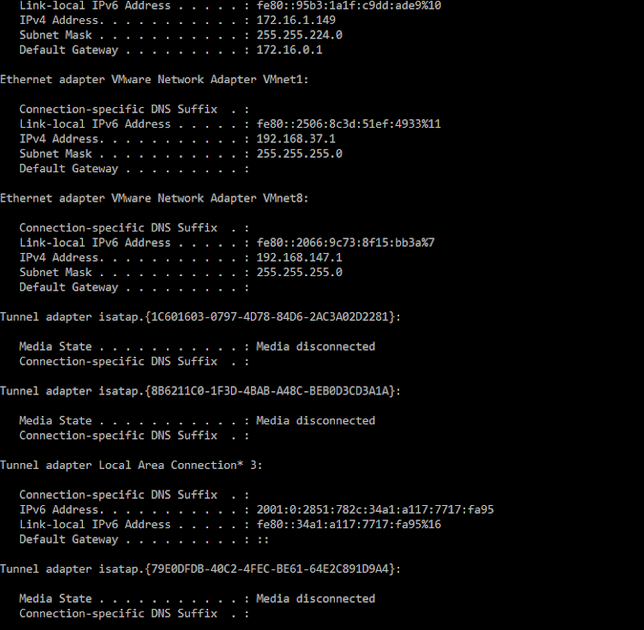 Link-local IPv6 Address . . . . . : fe80::95b3:1a1f:c9dd:ade9%10
IPv4 Address. . . . . . . . . . . : 172.16.1.149
Subnet Mask . . . . . . . . . . . : 255.255.224.0
Default Gateway . . . . . . . . . : 172.16.0.1
Ethernet adapter VMware Network Adapter VMnet1:
Connection-specific DNS Suffix  . :
Link-local IPv6 Address . . . . . : fe80::2506:8c3d:51ef:4933%11
IPv4 Address. . . . . . . . . . . : 192.168.37.1
Subnet Mask . . . . . . . . . . . : 255.255.255.0
Default Gateway . . . . . . . . . :
Ethernet adapter VMware Network Adapter VMnet8:
Connection-specific DNS Suffix  . :
Link-local IPv6 Address . . . . . : fe80::2066:9c73:8f15:bb3a%7
IPv4 Address. . . . . . . . . . . : 192.168.147.1
Subnet Mask . . . . . . . . . . . : 255.255.255.0
Default Gateway . . . . . . . . . :
Tunnel adapter isatap.{1C601603-0797-4D78-84D6-2AC3A02D2281}:
Media State . . . . . . . . . . . : Media disconnected
Connection-specific DNS Suffix  . :
Tunnel adapter isatap.{8B6211C0-1F3D-4BAB-A48C-BEB0D3CD3A1A}:
Media State . . . . . . . . . . . : Media disconnected
Connection-specific DNS Suffix  . :
Tunnel adapter Local Area Connection* 3:
Connection-specific DNS Suffix  . :
IPv6 Address. . . . . . . . . . . : 2001:0:2851:782c:34a1:a117:7717:fa95
Link-local IPv6 Address . . . . . : fe80::34a1:a117:7717:fa95%16
Default Gateway . . . . . . . . . : ::
Tunnel adapter isatap.{79E0DFDB-40C2-4FEC-BE61-64E2C891D9A4}:
Media State . . . . . . . . . . . : Media disconnected
Connection-specific DNS Suffix  . :